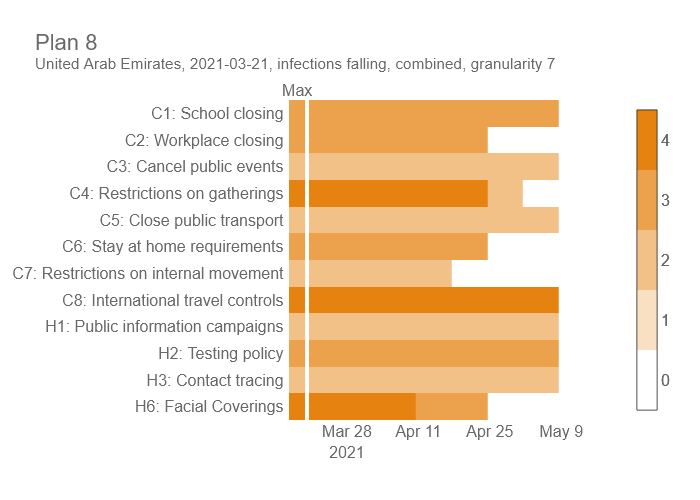 Plan 8
United Arab Emirates, 2021-03-21, infections falling, combined, granularity 7
Max
C1: School closing
C2: Workplace closing
C3: Cancel public events
C4: Restrictions on gatherings
C5: Close public transport
C6: Stay at home requirements
C7: Restrictions on internal movement
C8: International travel controls
H1: Public information campaigns
H2: Testing policy
H3: Contact tracing
H6: Facial Coverings
Mar 28 Apr 11 Apr 25 May 9
2021
4
3
2
1
0